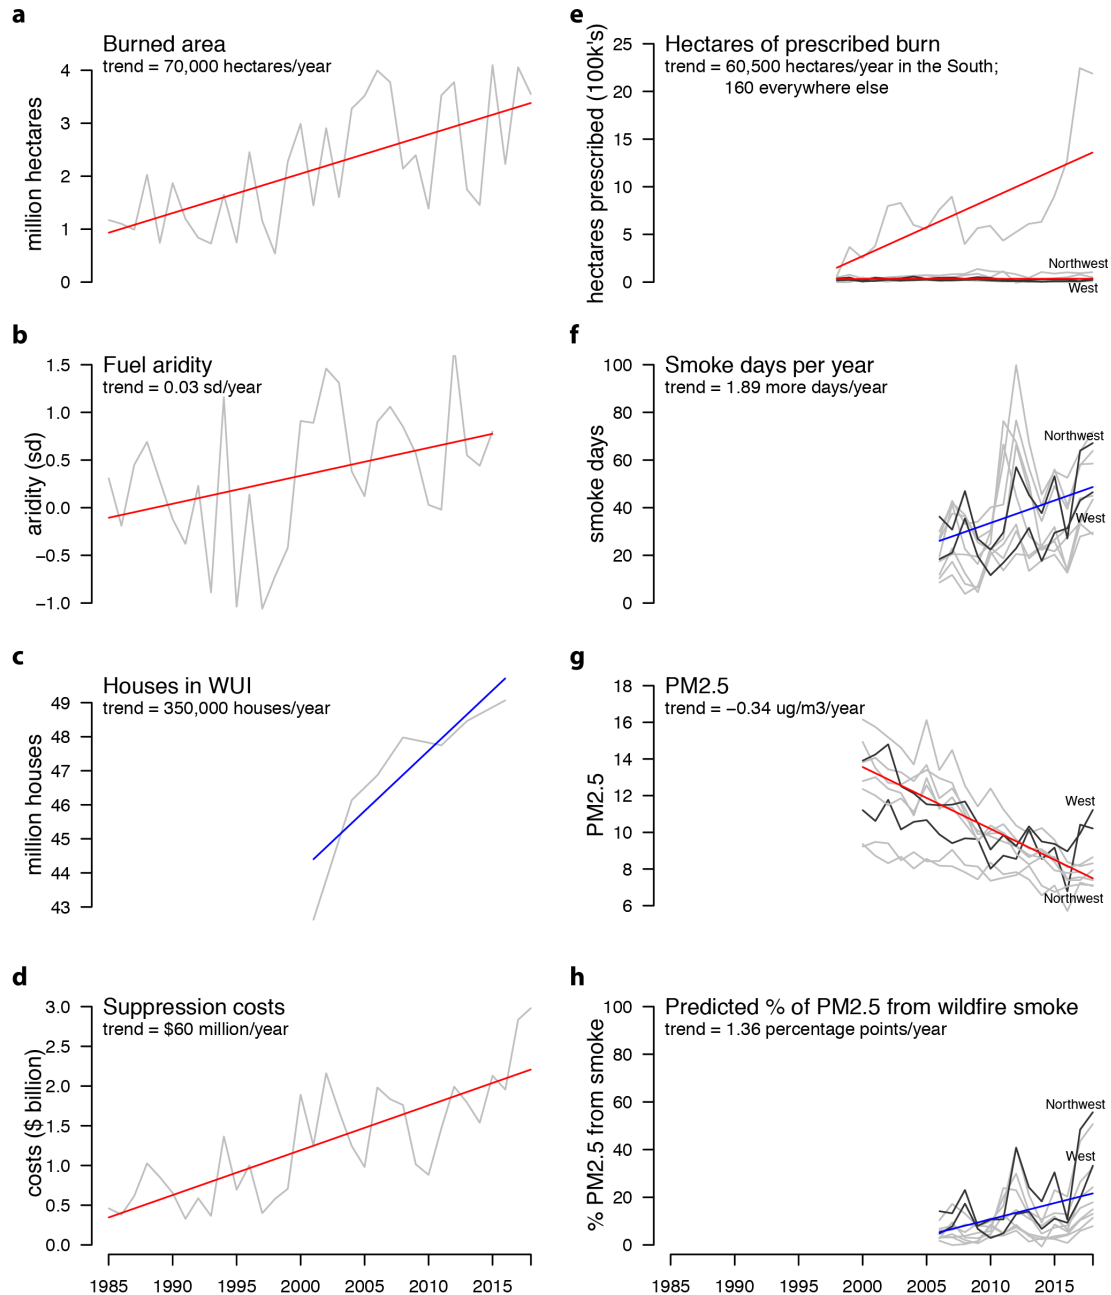 a
Burned area
trend = 70,000 hectares/year
million hectares
4
3
2
1
0
b
Fuel aridity
trend = 0.03 sd/year
aridity (sd)
1.5
1.0
0.5
0.0
−0.5
−1.0
c
Houses in WUI
trend = 350,000 houses/year
million houses
49
48
47
46
45
44
43
d
Suppression costs
trend = $60 million/year
costs ($ billion)
3.0
2.5
2.0
1.5
1.0
0.5
0.0
1985 1990 1995 2000 2005 2010 2015
e
Hectares of prescribed burn
trend = 60,500 hectares/year in the South;
160 everywhere else
hectares prescribed (100k's)
25
20
15
10
5
0
Northwest
West
f
Smoke days per year
trend = 1.89 more days/year
smoke days
100
80
60
40
20
0
Northwest
West
g
PM2.5
trend = −0.34 ug/m3/year
PM2.5
18
16
14
12
10
8
6
West
Northwest
h
Predicted % of PM2.5 from wildfire smoke
trend = 1.36 percentage points/year
% PM2.5 from smoke
100
80
60
40
20
0
Northwest
West
1985 1990 1995 2000 2005 2010 2015